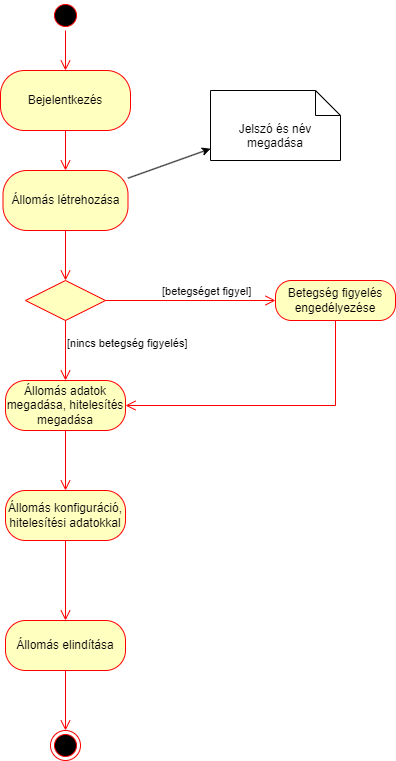 Bejelentkezés
Jelszó és név
megadása
Állomás létrehozása
[betegséget figyel]
Betegség figyelés
engedélyezése
[nincs betegség figyelés]
Állomás adatok
megadása, hitelesítés
megadása
Állomás konfiguráció,
hitelesítési adatokkal
Állomás elindítása